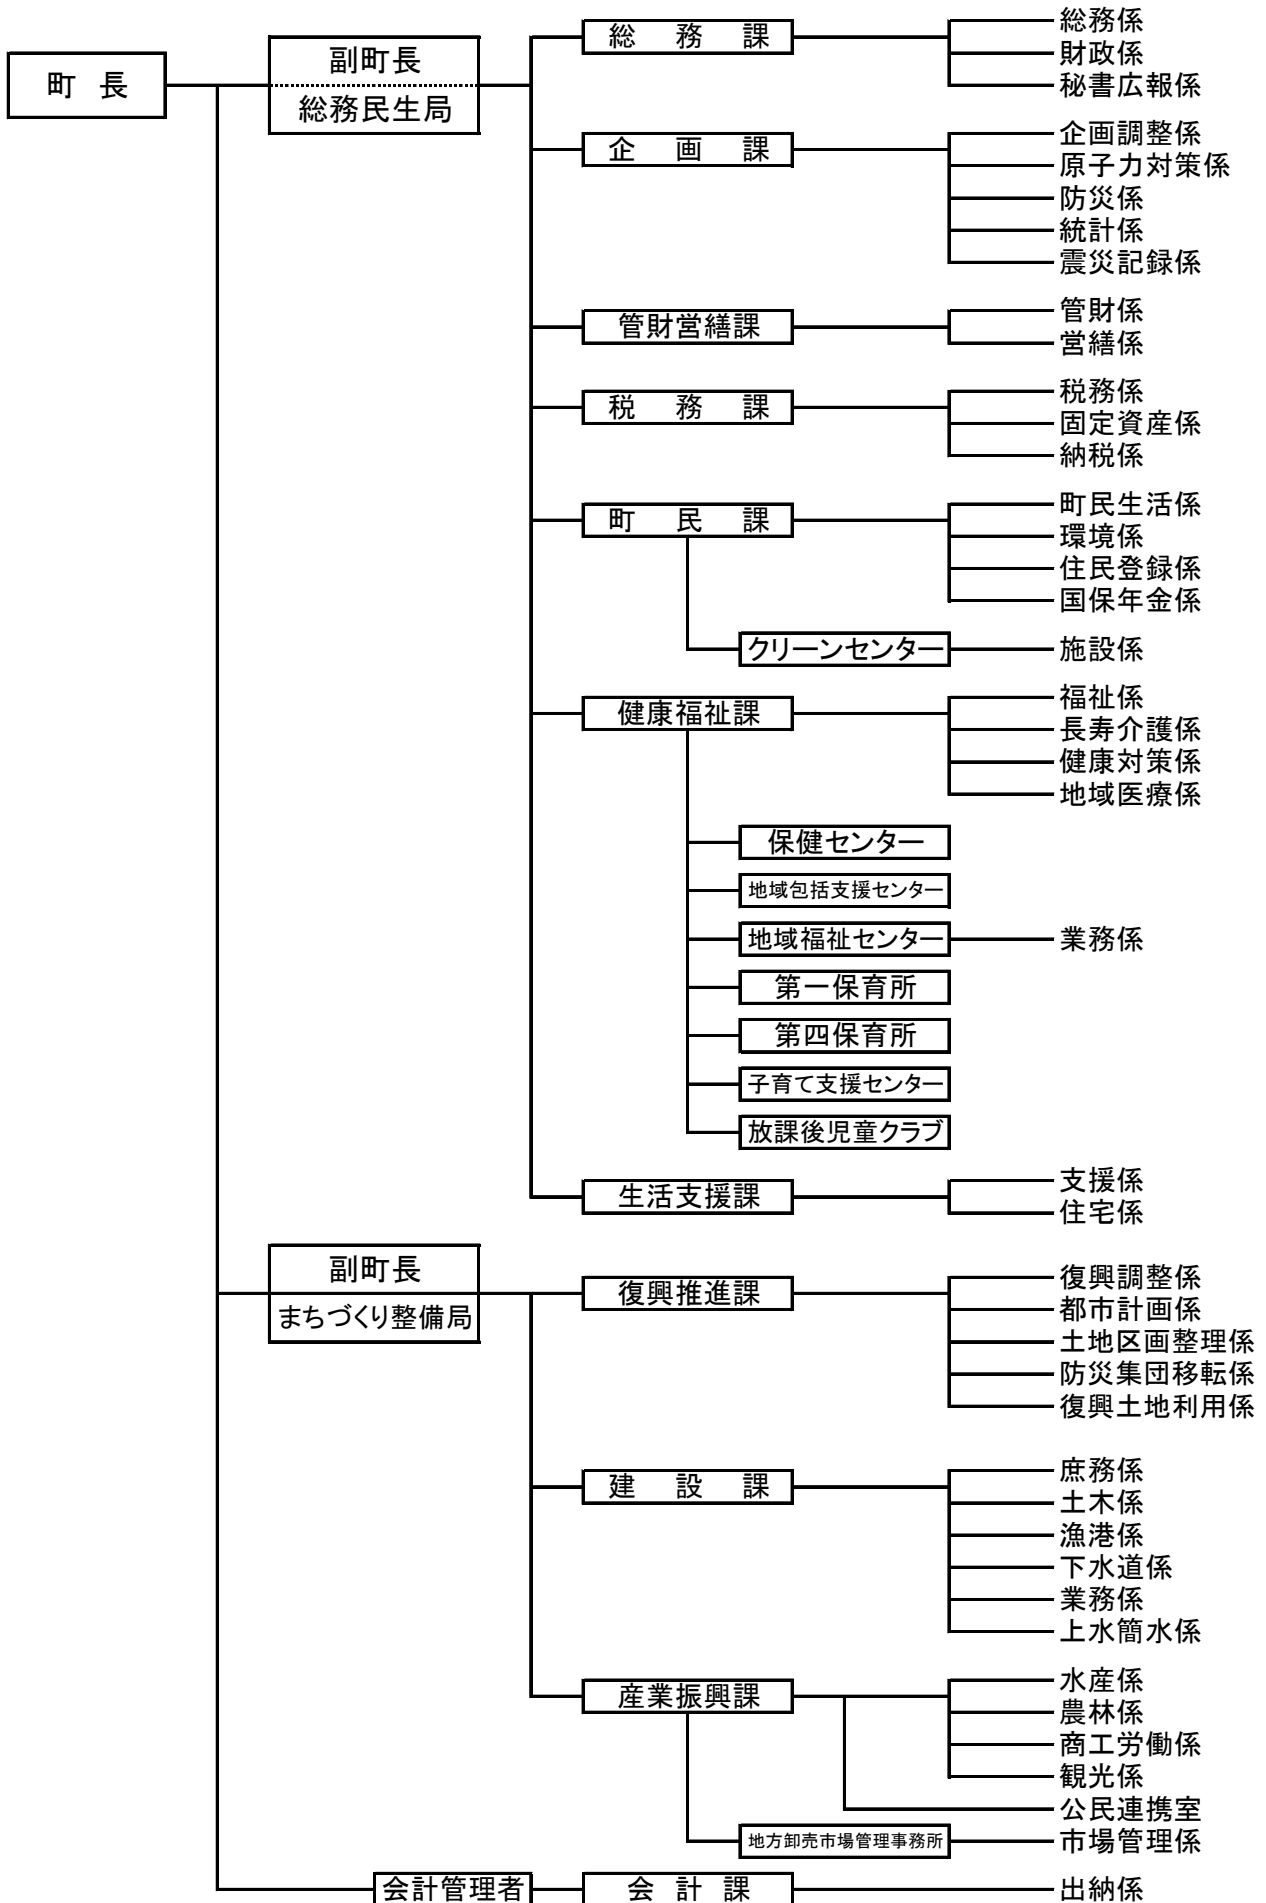 町 長
副町長
総務民生局
総 務 課
総務係
財政係
秘書広報係
企 画 課
企画調整係
原子力対策係
防災係
統計係
震災記録係
管財営繕課
管財係
営繕係
税 務 課
税務係
固定資産係
納税係
町 民 課
町民生活係
環境係
住民登録係
国保年金係
クリーンセンター
施設係
健康福祉課
福祉係
長寿介護係
健康対策係
地域医療係
保健センター
地域包括支援センター
地域福祉センター
業務係
第一保育所
第四保育所
子育て支援センター
放課後児童クラブ
生活支援課
支援係
住宅係
副町長
まちづくり整備局
復興推進課
復興調整係
都市計画係
土地区画整理係
防災集団移転係
復興土地利用係
建 設 課
庶務係
土木係
漁港係
下水道係
業務係
上水簡水係
産業振興課
水産係
農林係
商工労働係
観光係
公民連携室
地方卸売市場管理事務所
市場管理係
会計管理者
会 計 課
出納係